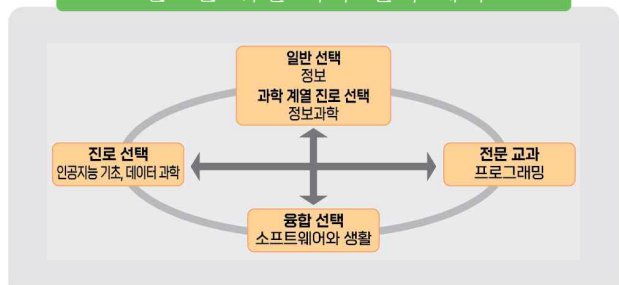 일반 선택
정보
과학 계열 진로 선택
정보과학
진로 선택
인공지능 기초, 데이터 과학
전문 교과
프로그래밍
융합 선택
소프트웨어와 생활